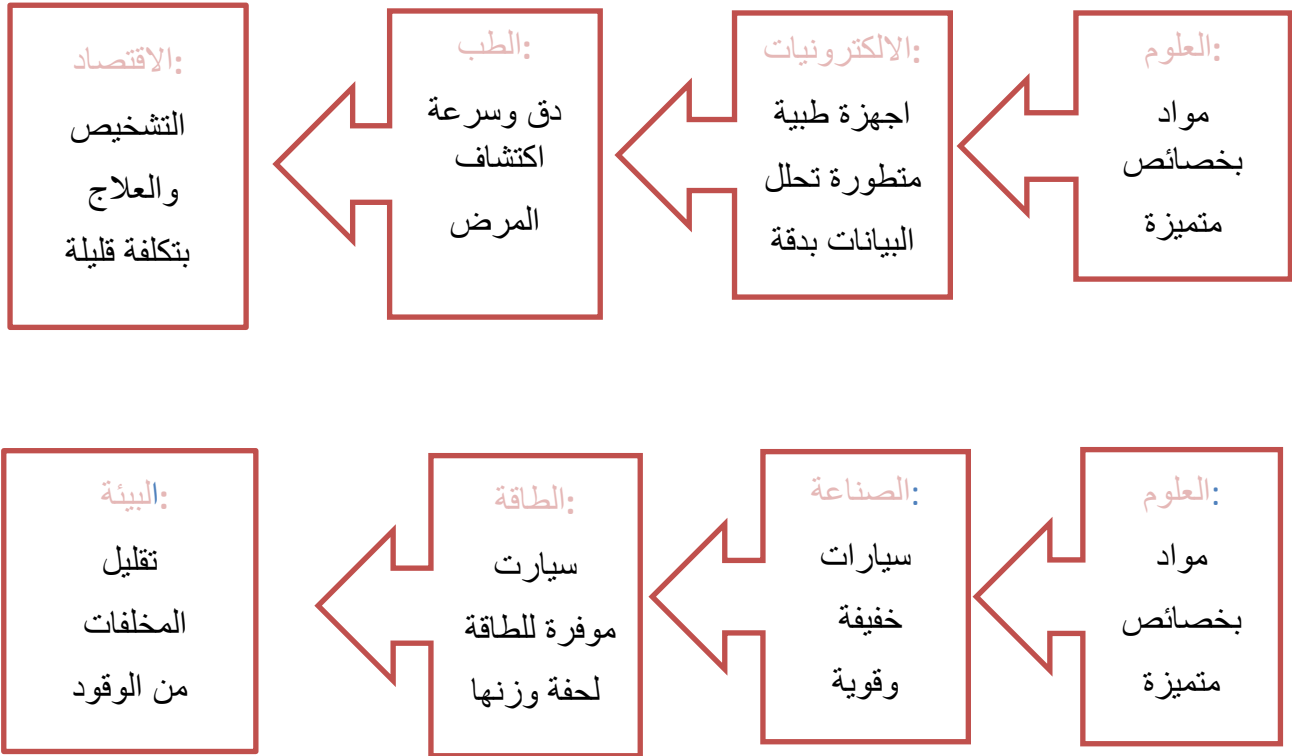 العلوم:
مواد
بخصائص
متميزة
الالكترونيات:
اجهزة طبية
متطورة تحلل
البيانات بدقة
الطب:
دق وسرعة
اكتشاف
المرض
الاقتصاد:
التشخيص
والعلاج
بتكلفة قليلة
العلوم:
مواد
بخصائص
متميزة
الصناعة:
سيارات
خفيفة
وقوية
الطاقة:
سيارت
موفرة للطاقة
لحفة وزنها
البيئة:
تقليل
المخلفات
من الوقود